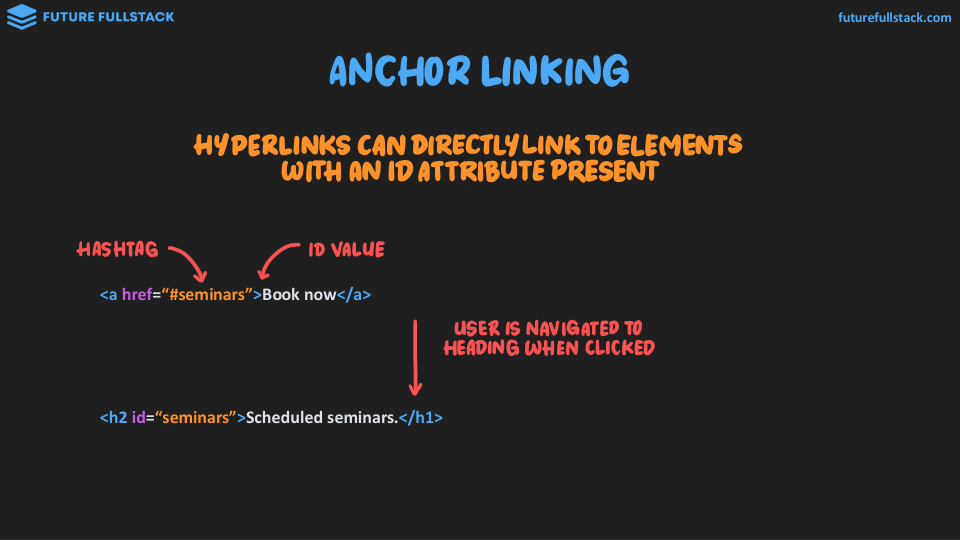 FUTURE FULLSTACK
futurefullstack.com
ANCHOR LINKING
HYPERLINKS CAN DIRECTLY LINK TO ELEMENTS
WITH AN ID ATTRIBUTE PRESENT
HASHTAG
ID VALUE
<a href=“#seminars”>Book now</a>
USER IS NAVIGATED TO
HEADING WHEN CLICKED
<h2 id=“seminars”>Scheduled seminars.</h1>